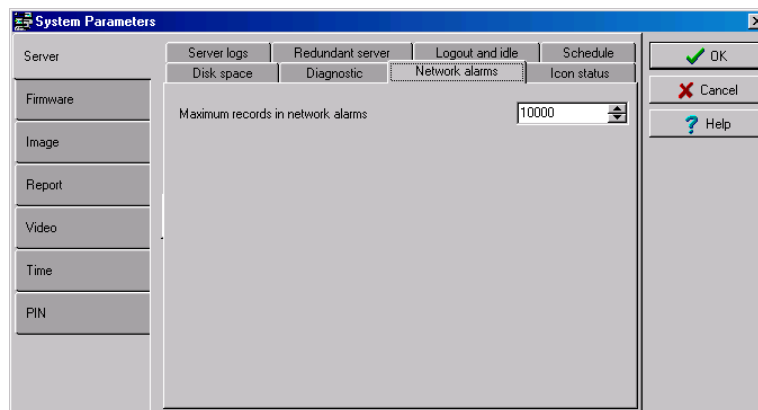 System Parameters
Server
Firmware
Image
Report
Video
Time
PIN
Server logs
Redundant server
Logout and idle
Schedule
Disk space
Diagnostic
Network alarms
Icon status
Maximum records in network alarms
10000
OK
Cancel
Help